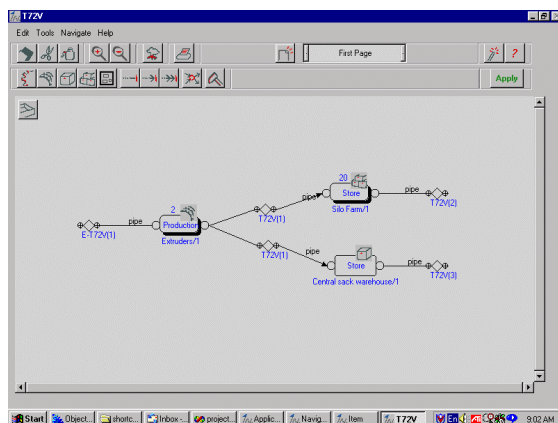 T72V
Edit Tools Navigate Help
First Page
?
Apply
20
pipe Store pipe
Silo Farm/1 T72V(2)
2
pipe Production T72V(1)
E-T72V(1) Extruders/1
T72V(1) pipe
Store pipe
Central sack warehouse/1 T72V(3)
Start Object... shortc... Inbox -... project... Applic... Navig... Item T72V En 9:02 AM